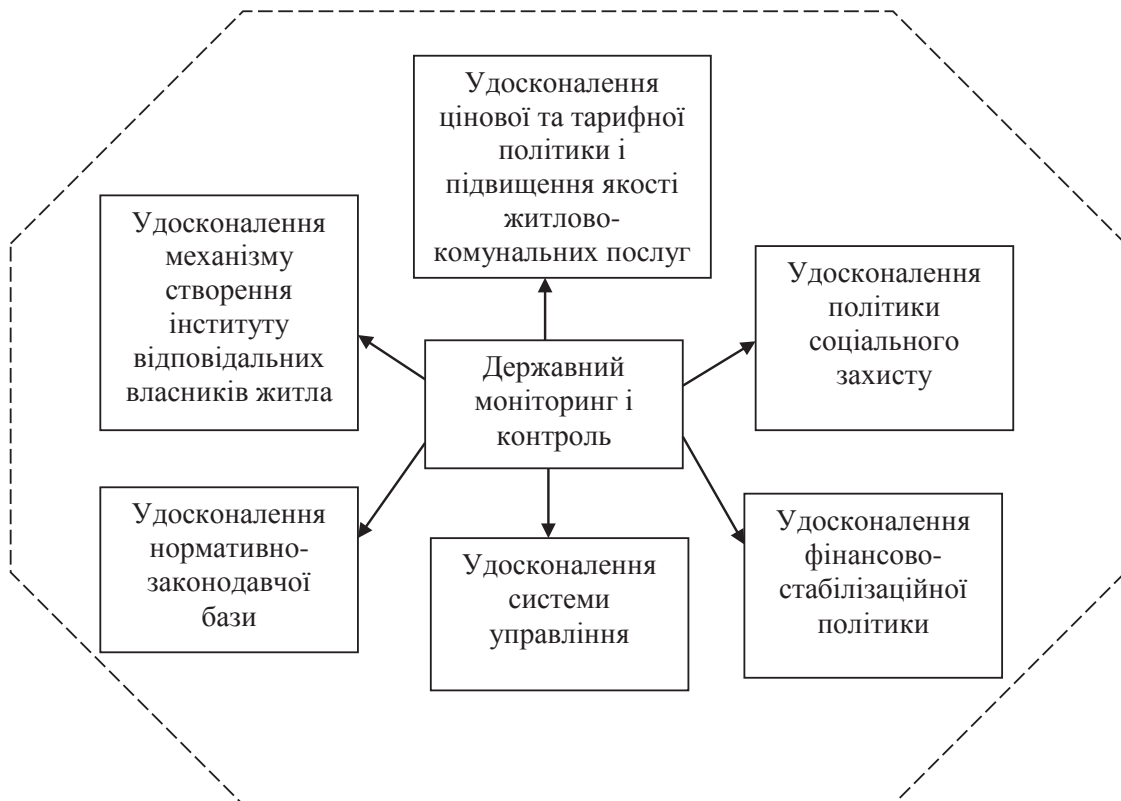 Удосконалення
цінової та тарифної
політики і
підвищення якості
житлово-
комунальних послуг
Удосконалення
механізму
створення
інституту
відповідальних
власників житла
Удосконалення
політики
соціального
захисту
Державний
моніторинг і
контроль
Удосконалення
нормативно-
законодавчої
бази
Удосконалення
системи
управління
Удосконалення
фінансово-
стабілізаційної
політики